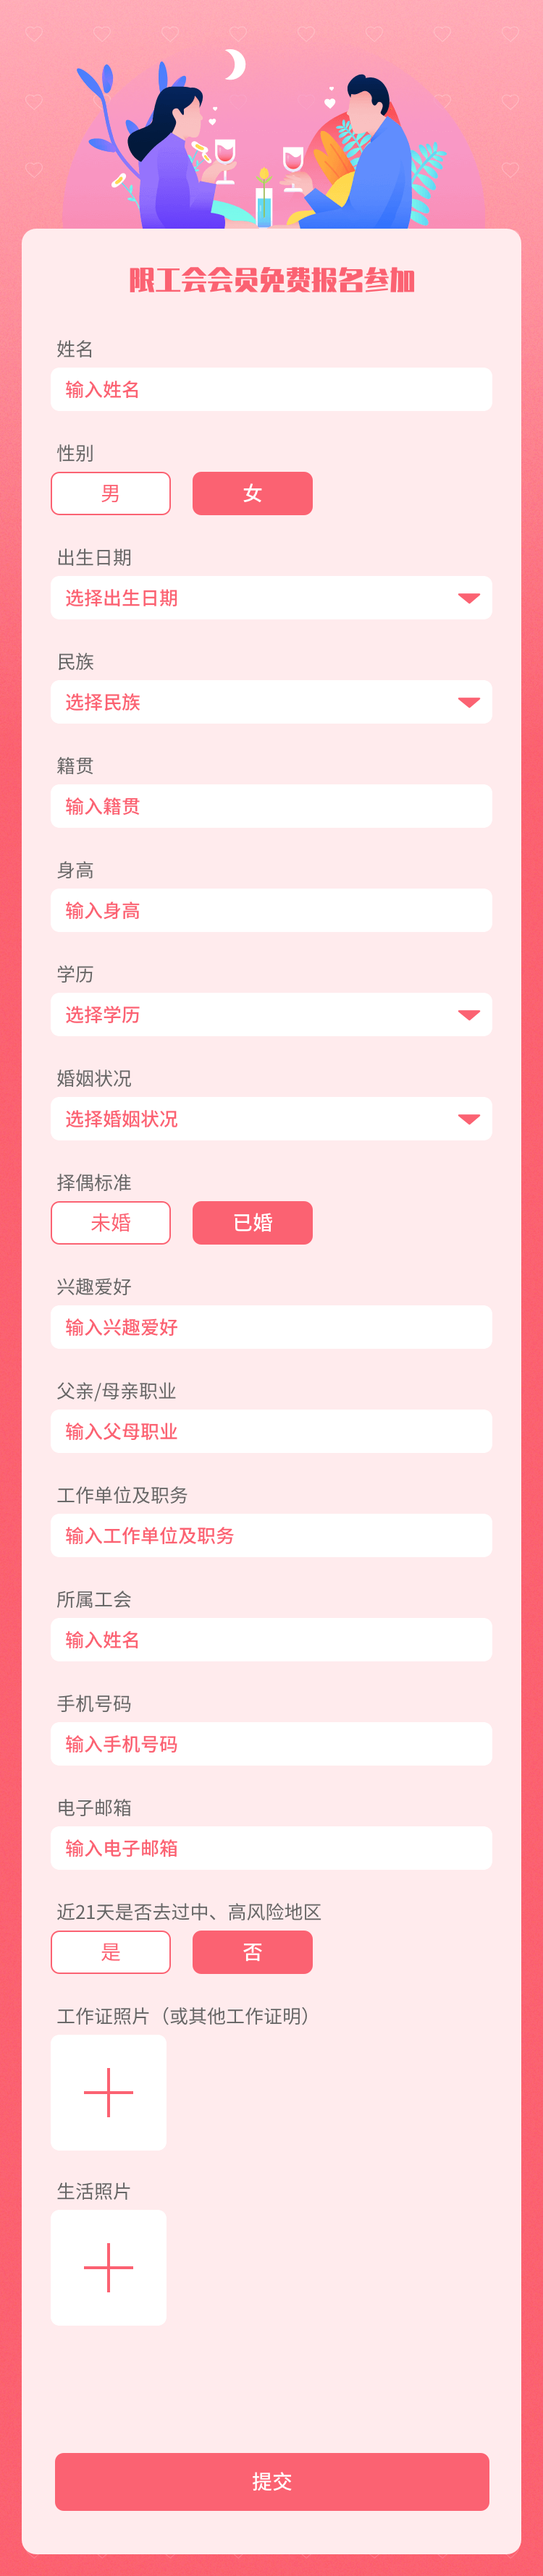 限工会会员免费报名参加
姓名
输入姓名
性别
男 女
出生日期
选择出生日期
民族
选择民族
籍贯
输入籍贯
身高
输入身高
学历
选择学历
婚姻状况
选择婚姻状况
择偶标准
未婚 已婚
兴趣爱好
输入兴趣爱好
父亲/母亲职业
输入父母职业
工作单位及职务
输入工作单位及职务
所属工会
输入姓名
手机号码
输入手机号码
电子邮箱
输入电子邮箱
近21天是否去过中、高风险地区
是 否
工作证照片（或其他工作证明）
生活照片
提交